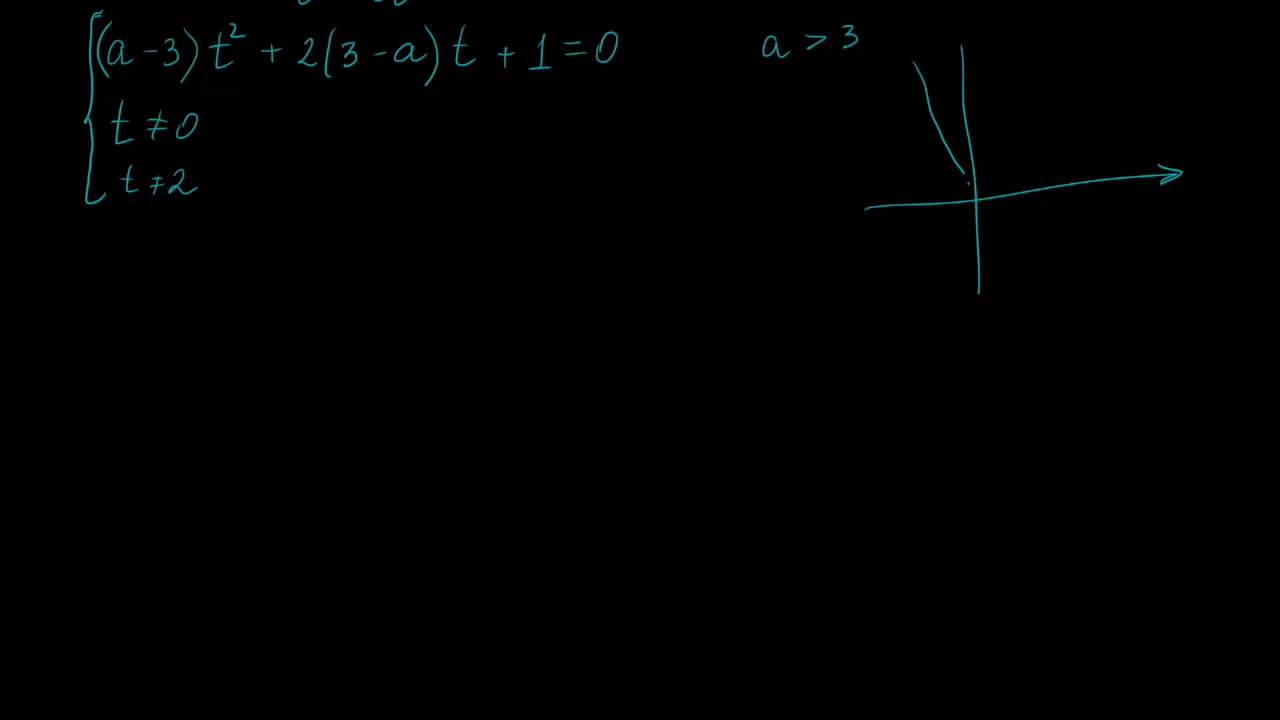 (a-3)t² + 2(3-a)t + 1 = 0
t ≠ 0
t ≠ 2
a > 3